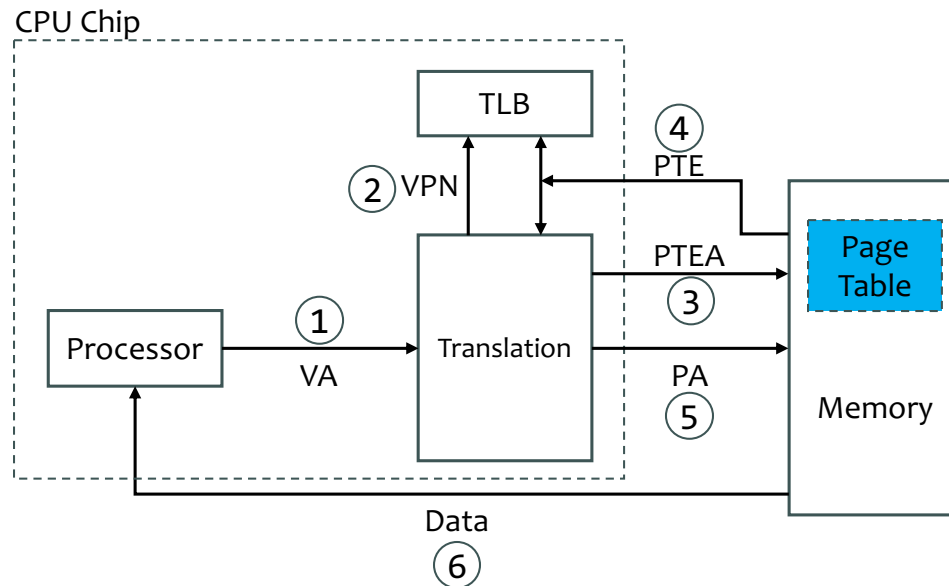 CPU Chip
TLB
4
PTE
2
VPN
Page
Table
PTEA
3
1
Processor
VA
Translation
PA
5
Memory
Data
6